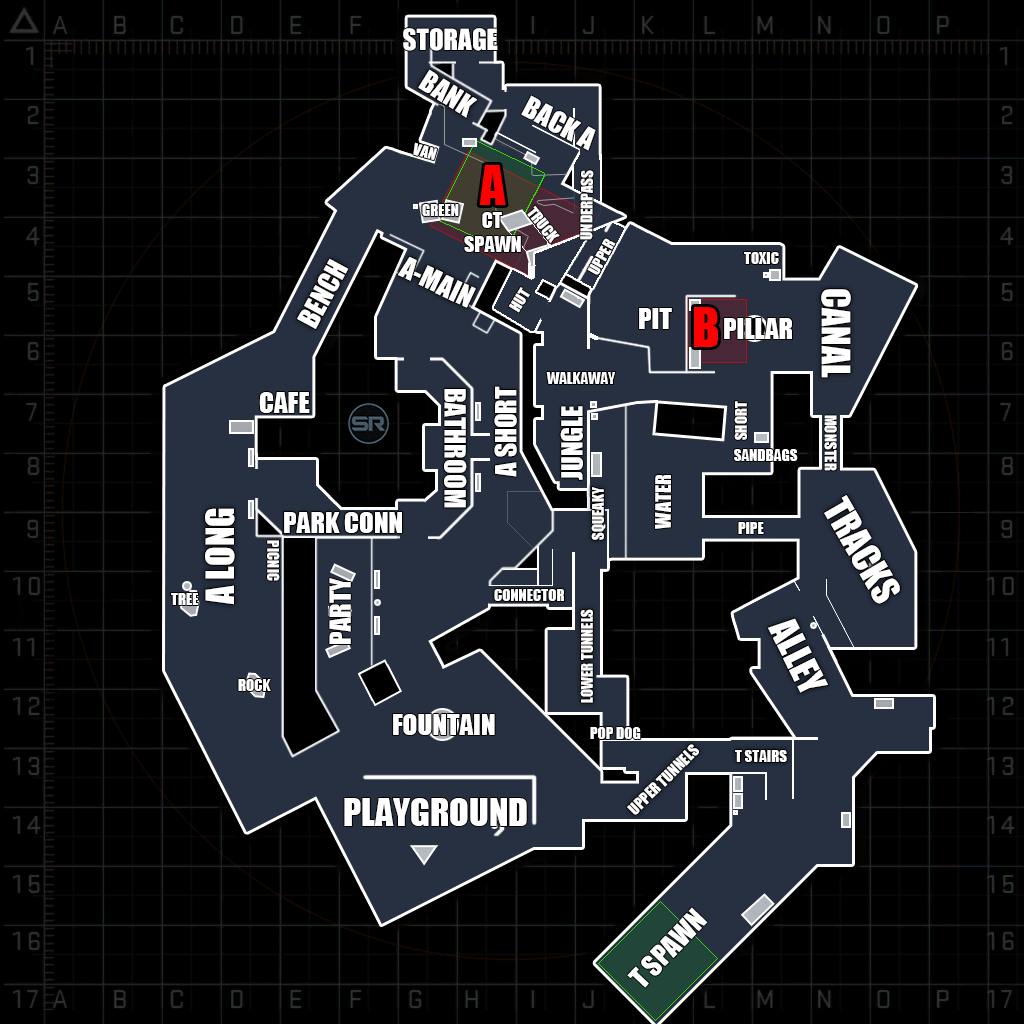 A B C D E F G H I J K L M N O P
STORAGE
1 1
BANK
BACK A
2 2
VAN
3 3
A
UNDERPASS
GREEN
CT
SPAWN
TRUCK
4 4
UPPER
TOXIC
A-MAIN
BENCH
HUT
5 5
CANAL
PIT
B
PILLAR
6 6
WALKAWAY
CAFE
7 7
SR
BATHROOM
A SHORT
JUNGLE
SHORT
MONSTER
SANDBAGS
8 8
WATER
SQUEAKY
PARK CONN
9 9
PIPE
TRACKS
A LONG
PICNIC
10 10
TREE
PARTY
CONNECTOR
11 11
LOWER TUNNELS
ALLEY
ROCK
12 12
FOUNTAIN
POP DOG
13 13
T STAIRS
UPPER TUNNELS
PLAYGROUND
14 14
15 15
16 16
T SPAWN
17 A B C D E F G H I J K L M N O P 17